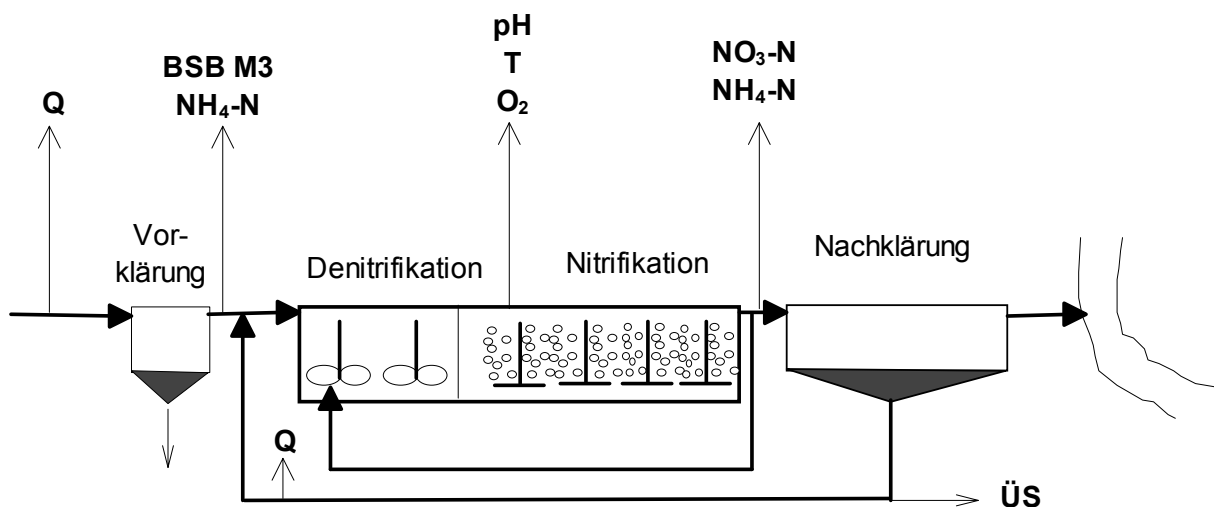 Q
BSB M3
NH₄-N
pH
T
O₂
NO₃-N
NH₄-N
Vor-
klärung
Denitrifikation
Nitrifikation
Nachklärung
Q
ÜS